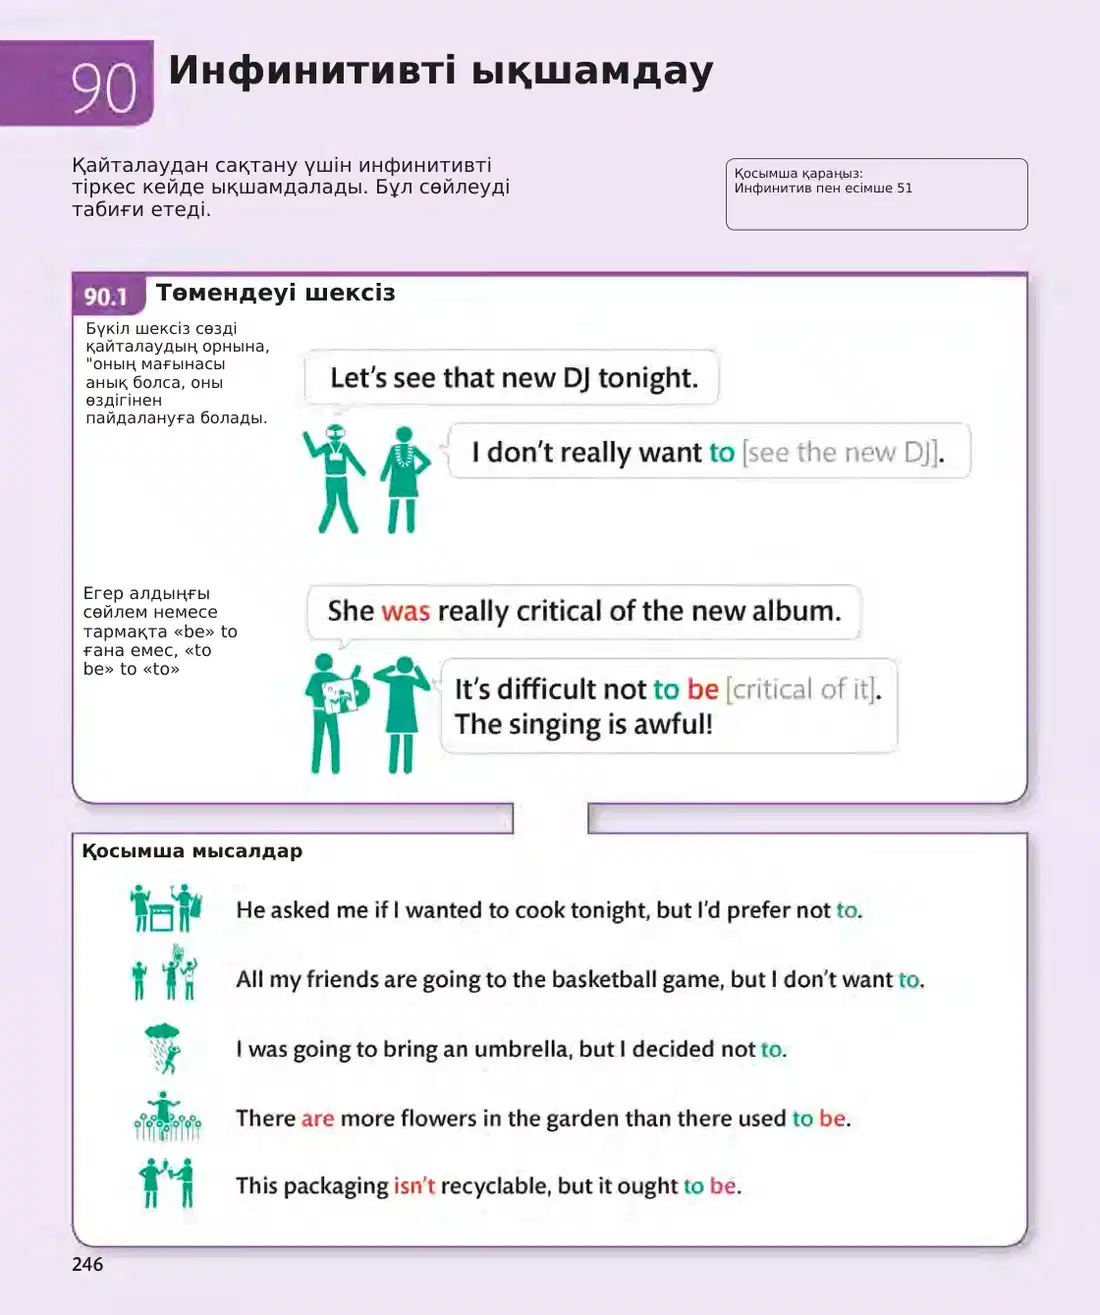 90
Инфинитивті ықшамдау
Қайталаудан сақтану үшін инфинитивті
тіркес кейде ықшамдалады. Бұл сөйлеуді
табиғи етеді.
Қосымша қараңыз:
Инфинитив пен есімше 51
90.1
Төмендеуі шексіз
Бүкіл шексіз сөзді
қайталаудың орнына,
"оның мағынасы
анық болса, оны
өздігінен
пайдалануға болады.
Let's see that new DJ tonight.
I don't really want to [see the new DJ].
Егер алдыңғы
сөйлем немесе
тармақта «be» to
ғана емес, «to
be» to «to»
She was really critical of the new album.
It's difficult not to be [critical of it].
The singing is awful!
Қосымша мысалдар
He asked me if I wanted to cook tonight, but I'd prefer not to.
All my friends are going to the basketball game, but I don't want to.
I was going to bring an umbrella, but I decided not to.
There are more flowers in the garden than there used to be.
This packaging isn't recyclable, but it ought to be.
246